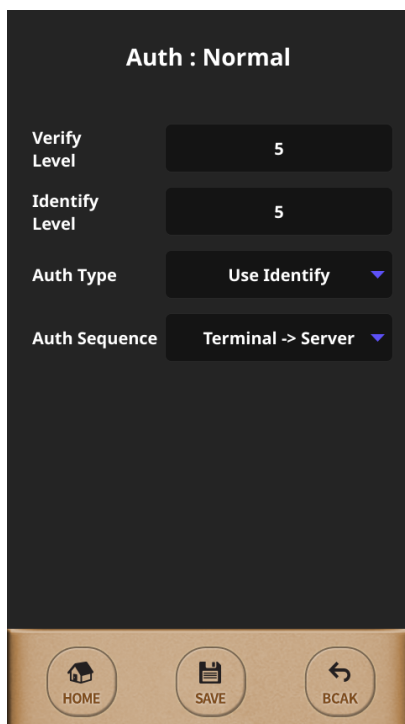 Auth : Normal
Verify
Level
5
Identify
Level
5
Auth Type
Use Identify
Auth Sequence
Terminal -> Server
HOME
SAVE
BCAK